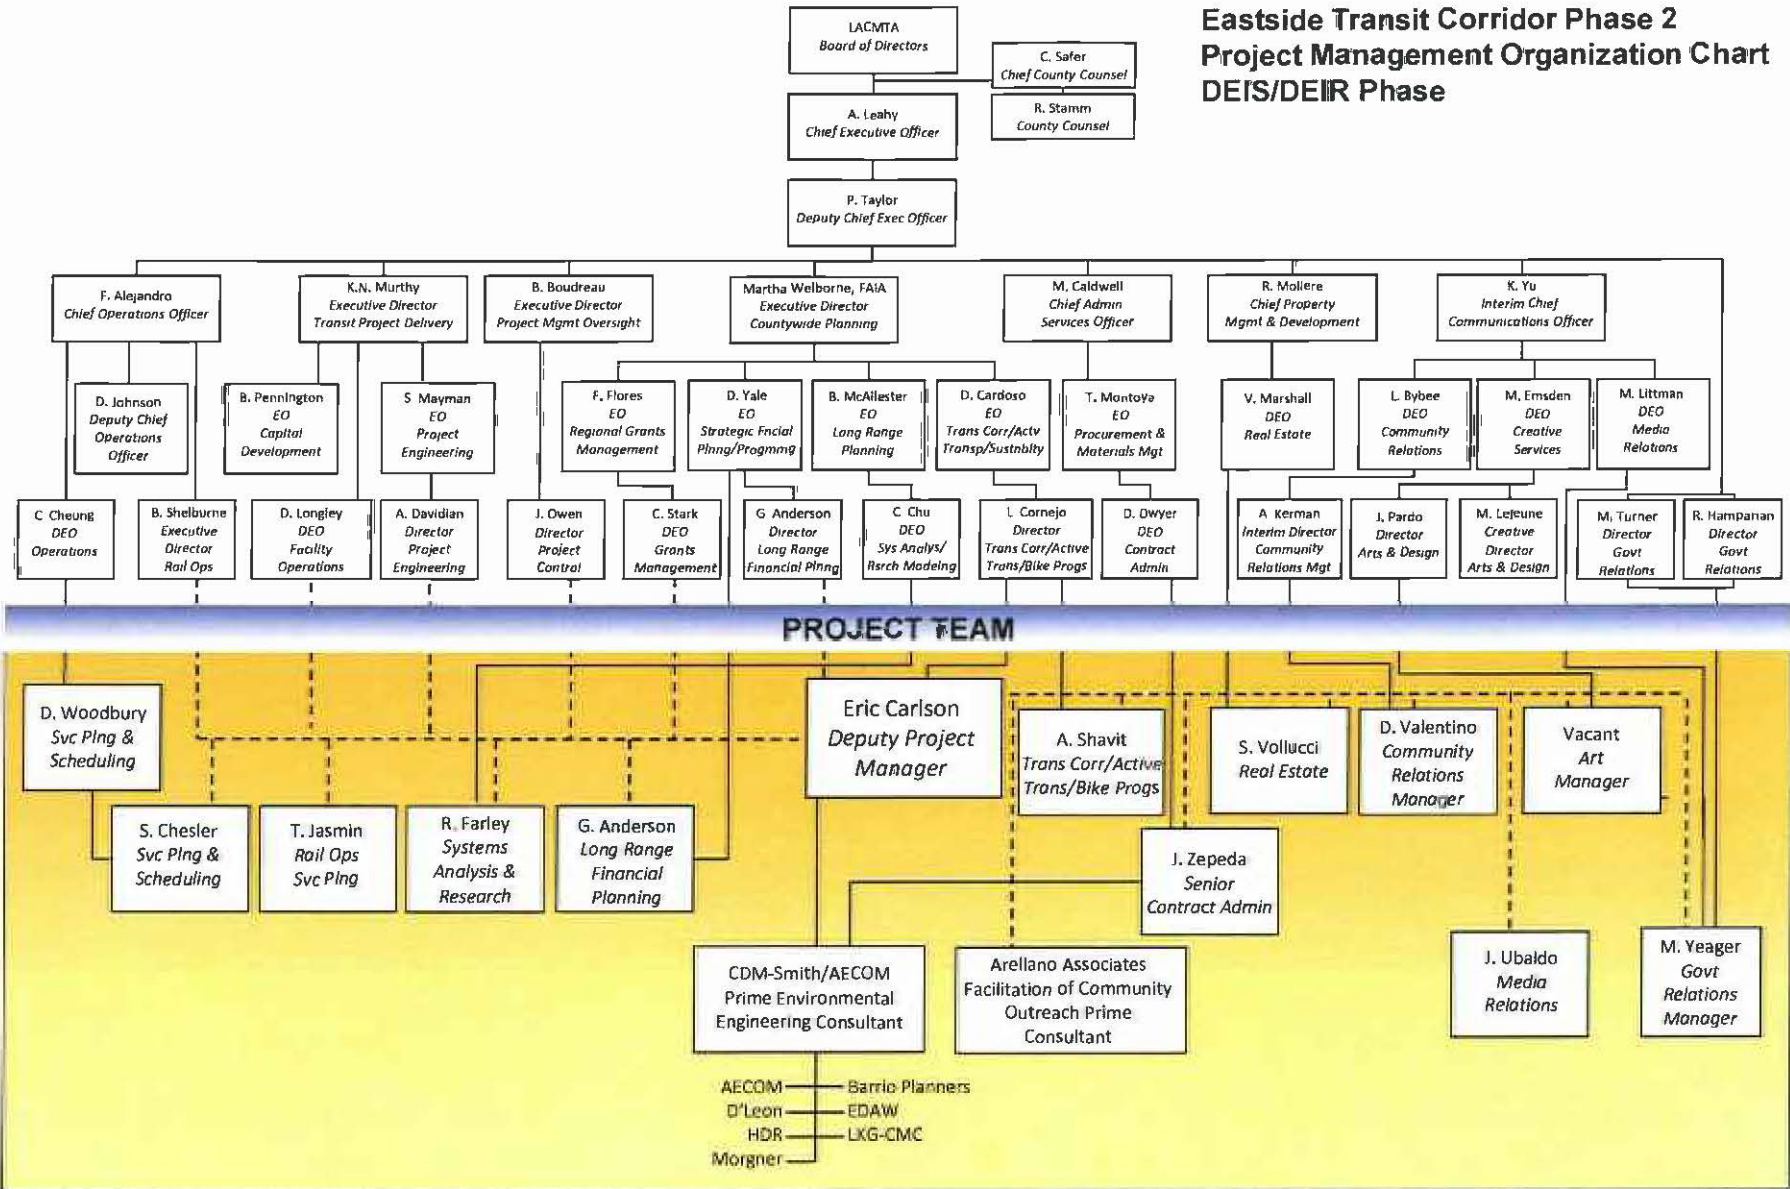 Eastside Transit Corridor Phase 2
Project Management Organization Chart
DEIS/DEIR Phase
LACMTA
Board of Directors
C. Safer
Chief County Counsel
R. Stamm
County Counsel
A. Leahy
Chief Executive Officer
P. Taylor
Deputy Chief Exec Officer
F. Alejandro
Chief Operations Officer
K.N. Murthy
Executive Director
Transit Project Delivery
B. Boudreau
Executive Director
Project Mgmt Oversight
Martha Welborne, FAIA
Executive Director
Countywide Planning
M. Caldwell
Chief Admin
Services Officer
R. Moliere
Chief Property
Mgmt & Development
K. Yu
Interim Chief
Communications Officer
D. Johnson
Deputy Chief
Operations
Officer
B. Pennington
EO
Capital
Development
S Mayman
EO
Project
Engineering
F. Flores
EO
Regional Grants
Management
D. Yale
EO
Strategic Fncial
Plnng/Progmmg
B. McAllester
EO
Long Range
Planning
D. Cardoso
EO
Trans Corr/Actv
Transp/Sustnblty
T. Montoya
EO
Procurement &
Materials Mgt
V. Marshall
DEO
Real Estate
L. Bybee
DEO
Community
Relations
M. Emsden
DEO
Creative
Services
M. Littman
DEO
Media
Relations
C Cheung
DEO
Operations
B. Shelburne
Executive
Director
Rail Ops
D. Longley
DEO
Facility
Operations
A. Davidian
Director
Project
Engineering
J. Owen
Director
Project
Control
C. Stark
DEO
Grants
Management
G Anderson
Director
Long Range
Financial Plnng
C Chu
DEO
Sys Analys/
Rsrch Modelng
L Cornejo
Director
Trans Corr/Active
Trans/Bike Progs
D. Dwyer
DEO
Contract
Admin
A Kerman
Interim Director
Community
Relations Mgt
J. Pardo
Director
Arts & Design
M. Lejeune
Creative
Director
Arts & Design
M. Turner
Director
Govt
Relations
R. Hampanan
Director
Govt
Relations
PROJECT TEAM
D. Woodbury
Svc Plng &
Scheduling
Eric Carlson
Deputy Project
Manager
A. Shavit
Trans Corr/Active
Trans/Bike Progs
S. Vollucci
Real Estate
D. Valentino
Community
Relations
Manager
Vacant
Art
Manager
S. Chesler
Svc Plng &
Scheduling
T. Jasmin
Rail Ops
Svc Plng
R. Farley
Systems
Analysis &
Research
G. Anderson
Long Range
Financial
Planning
J. Zepeda
Senior
Contract Admin
CDM-Smith/AECOM
Prime Environmental
Engineering Consultant
Arellano Associates
Facilitation of Community
Outreach Prime
Consultant
J. Ubaldo
Media
Relations
M. Yeager
Govt
Relations
Manager
AECOM
Barrio Planners
D'Leon
EDAW
HDR
LKG-CMC
Morgner